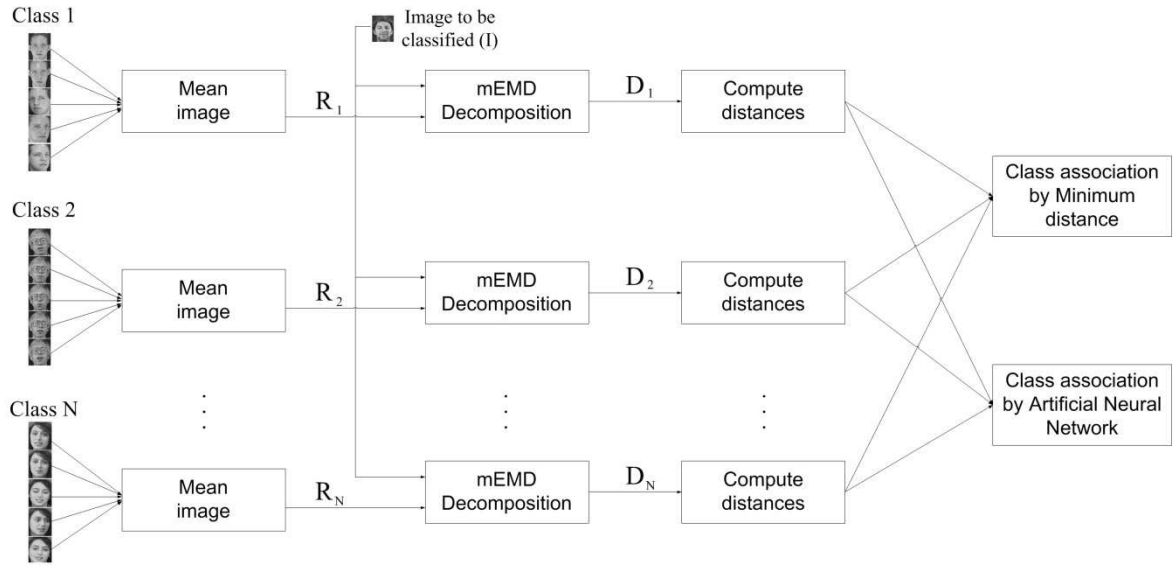 Class 1
Image to be
classified (I)
Mean
image
R1
mEMD
Decomposition
D1
Compute
distances
Class association
by Minimum
distance
Class 2
Mean
image
R2
mEMD
Decomposition
D2
Compute
distances
Class association
by Artificial Neural
Network
Class N
Mean
image
RN
mEMD
Decomposition
DN
Compute
distances